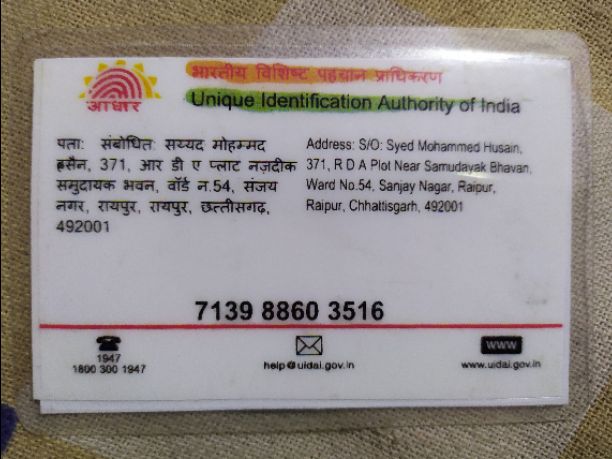 भारतीय विशिष्ट पहचान प्राधिकरण
आधार
Unique Identification Authority of India
पता: संबोधित: सय्यद मोहम्मद
हुसैन, 371, आर डी ए प्लाट नज़दीक
समुदायक भवन, वॉर्ड न.54, संजय
नगर, रायपुर, रायपुर, छत्तीसगढ़,
492001
Address: S/O: Syed Mohammed Husain,
371, R D A Plot Near Samudayak Bhavan,
Ward No.54, Sanjay Nagar, Raipur,
Raipur, Chhattisgarh, 492001
7139 8860 3516
1947
1800 300 1947
help@uidai.gov.in
www
www.uidai.gov.in